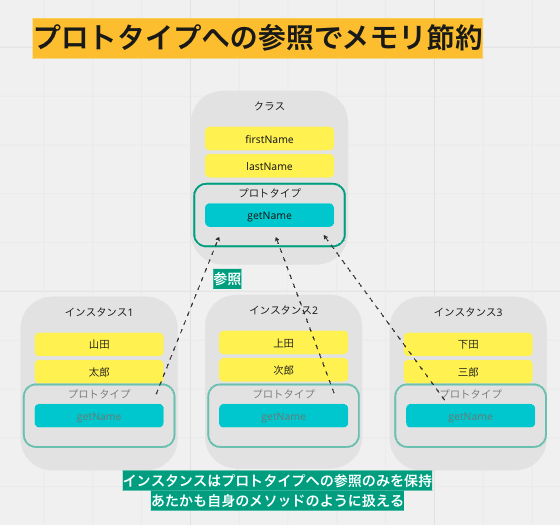 プロトタイプへの参照でメモリ節約
クラス
firstName
lastName
プロトタイプ
getName
参照
インスタンス1
山田
太郎
プロトタイプ
getName
インスタンス2
上田
次郎
プロトタイプ
getName
インスタンス3
下田
三郎
プロトタイプ
getName
インスタンスはプロトタイプへの参照のみを保持
あたかも自身のメソッドのように扱える